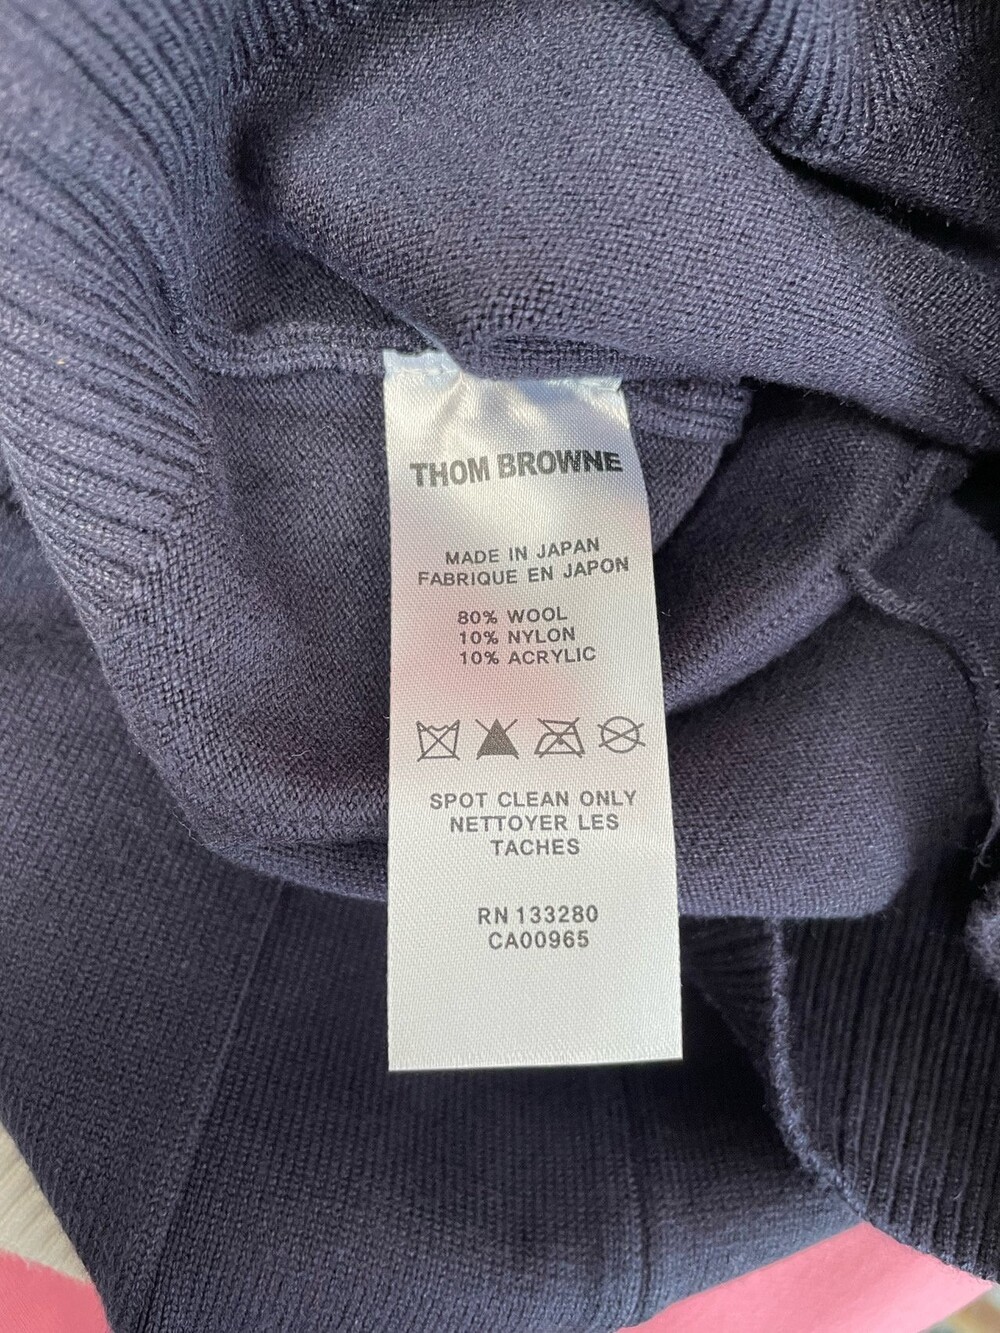 THOM BROWNE
MADE IN JAPAN
FABRIQUE EN JAPON
80% WOOL
10% NYLON
10% ACRYLIC
SPOT CLEAN ONLY
NETTOYER LES
TACHES
RN 133280
CA00965